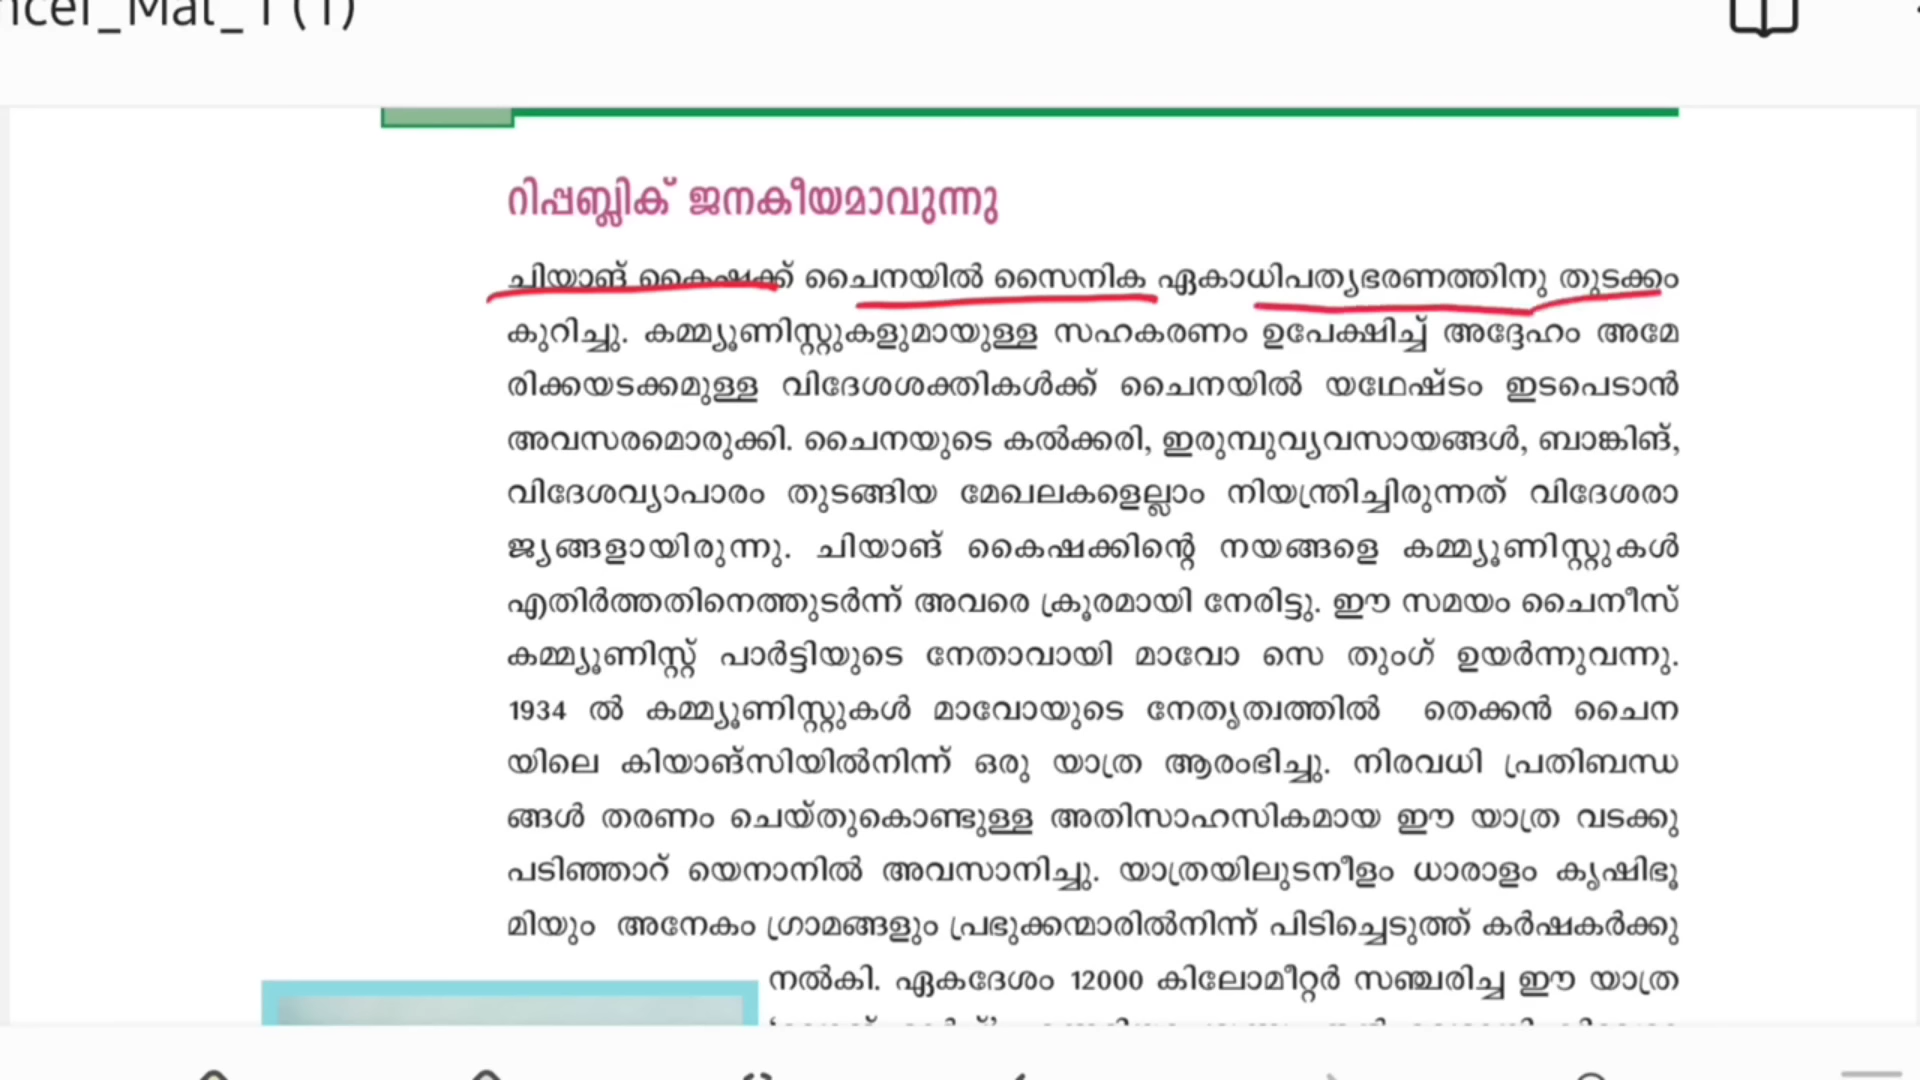 റിപ്പബ്ലിക് ജനകീയമാവുന്നു
ചിയാങ് കൈഷക്ക് ചൈനയിൽ സൈനിക ഏകാധിപത്യഭരണത്തിനു തുടക്കം
കുറിച്ചു. കമ്മ്യൂണിസ്റ്റുകളുമായുള്ള സഹകരണം ഉപേക്ഷിച്ച് അദ്ദേഹം അമേ
രിക്കയടക്കമുള്ള വിദേശശക്തികൾക്ക് ചൈനയിൽ യഥേഷ്ടം ഇടപെടാൻ
അവസരമൊരുക്കി. ചൈനയുടെ കൽക്കരി, ഇരുമ്പുവ്യവസായങ്ങൾ, ബാങ്കിങ്,
വിദേശവ്യാപാരം തുടങ്ങിയ മേഖലകളെല്ലാം നിയന്ത്രിച്ചിരുന്നത് വിദേശരാ
ജ്യങ്ങളായിരുന്നു. ചിയാങ് കൈഷക്കിന്റെ നയങ്ങളെ കമ്മ്യൂണിസ്റ്റുകൾ
എതിർത്തതിനെത്തുടർന്ന് അവരെ ക്രൂരമായി നേരിട്ടു. ഈ സമയം ചൈനീസ്
കമ്മ്യൂണിസ്റ്റ് പാർട്ടിയുടെ നേതാവായി മാവോ സെ തുംഗ് ഉയർന്നുവന്നു.
1934 ൽ കമ്മ്യൂണിസ്റ്റുകൾ മാവോയുടെ നേതൃത്വത്തിൽ തെക്കൻ ചൈന
യിലെ കിയാങ്സിയിൽനിന്ന് ഒരു യാത്ര ആരംഭിച്ചു. നിരവധി പ്രതിബന്ധ
ങ്ങൾ തരണം ചെയ്തുകൊണ്ടുള്ള അതിസാഹസികമായ ഈ യാത്ര വടക്കു
പടിഞ്ഞാറ് യെനാനിൽ അവസാനിച്ചു. യാത്രയിലുടനീളം ധാരാളം കൃഷിഭൂ
മിയും അനേകം ഗ്രാമങ്ങളും പ്രഭുക്കന്മാരിൽനിന്ന് പിടിച്ചെടുത്ത് കർഷകർക്കു
നൽകി. ഏകദേശം 12000 കിലോമീറ്റർ സഞ്ചരിച്ച ഈ യാത്ര